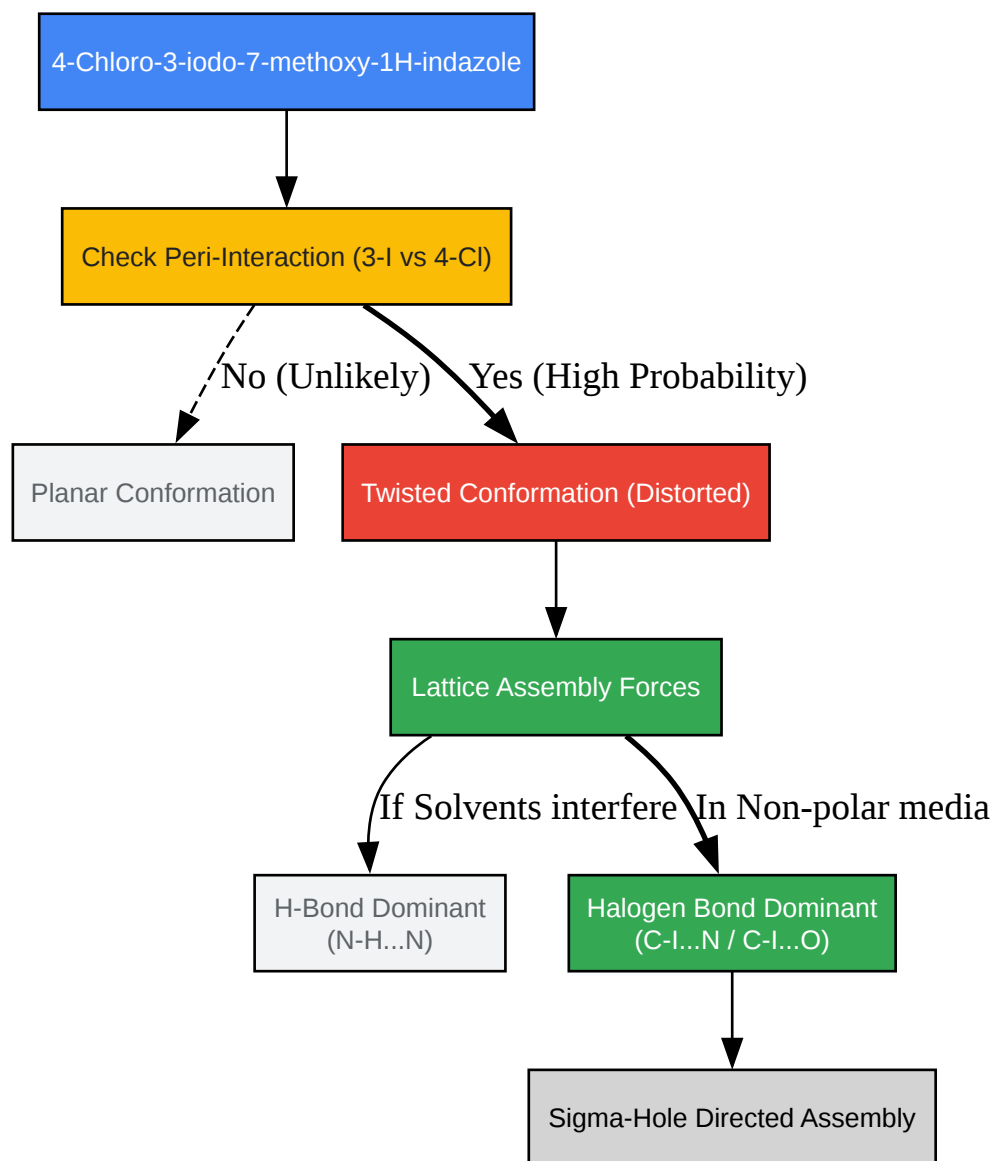 4-Chloro-3-iodo-7-methoxy-1H-indazole
Check Peri-Interaction (3-I vs 4-Cl)
No (Unlikely)
Yes (High Probability)
Planar Conformation
Twisted Conformation (Distorted)
Lattice Assembly Forces
If Solvents interfere
In Non-polar media
H-Bond Dominant
(N-H...N)
Halogen Bond Dominant
(C-I...N / C-I...O)
Sigma-Hole Directed Assembly